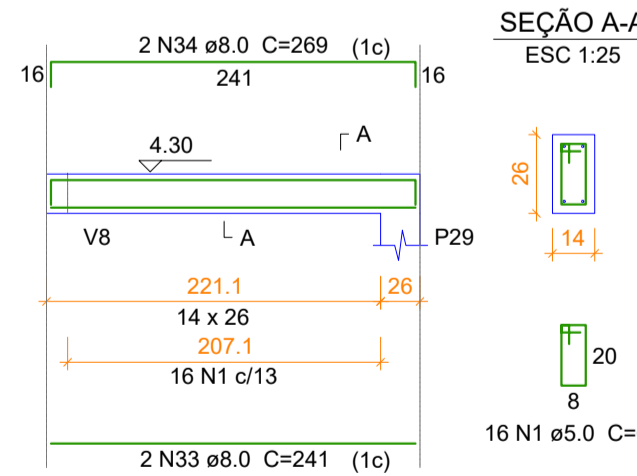 SEÇÃO A-A
ESC 1:25
2 N34 ø8.0 C=269 (1c)
16 241 16
4.30
A
V8 A P29
26
14
221.1 26
14 x 26
207.1
16 N1 c/13
20
8
16 N1 ø5.0 C=
2 N33 ø8.0 C=241 (1c)